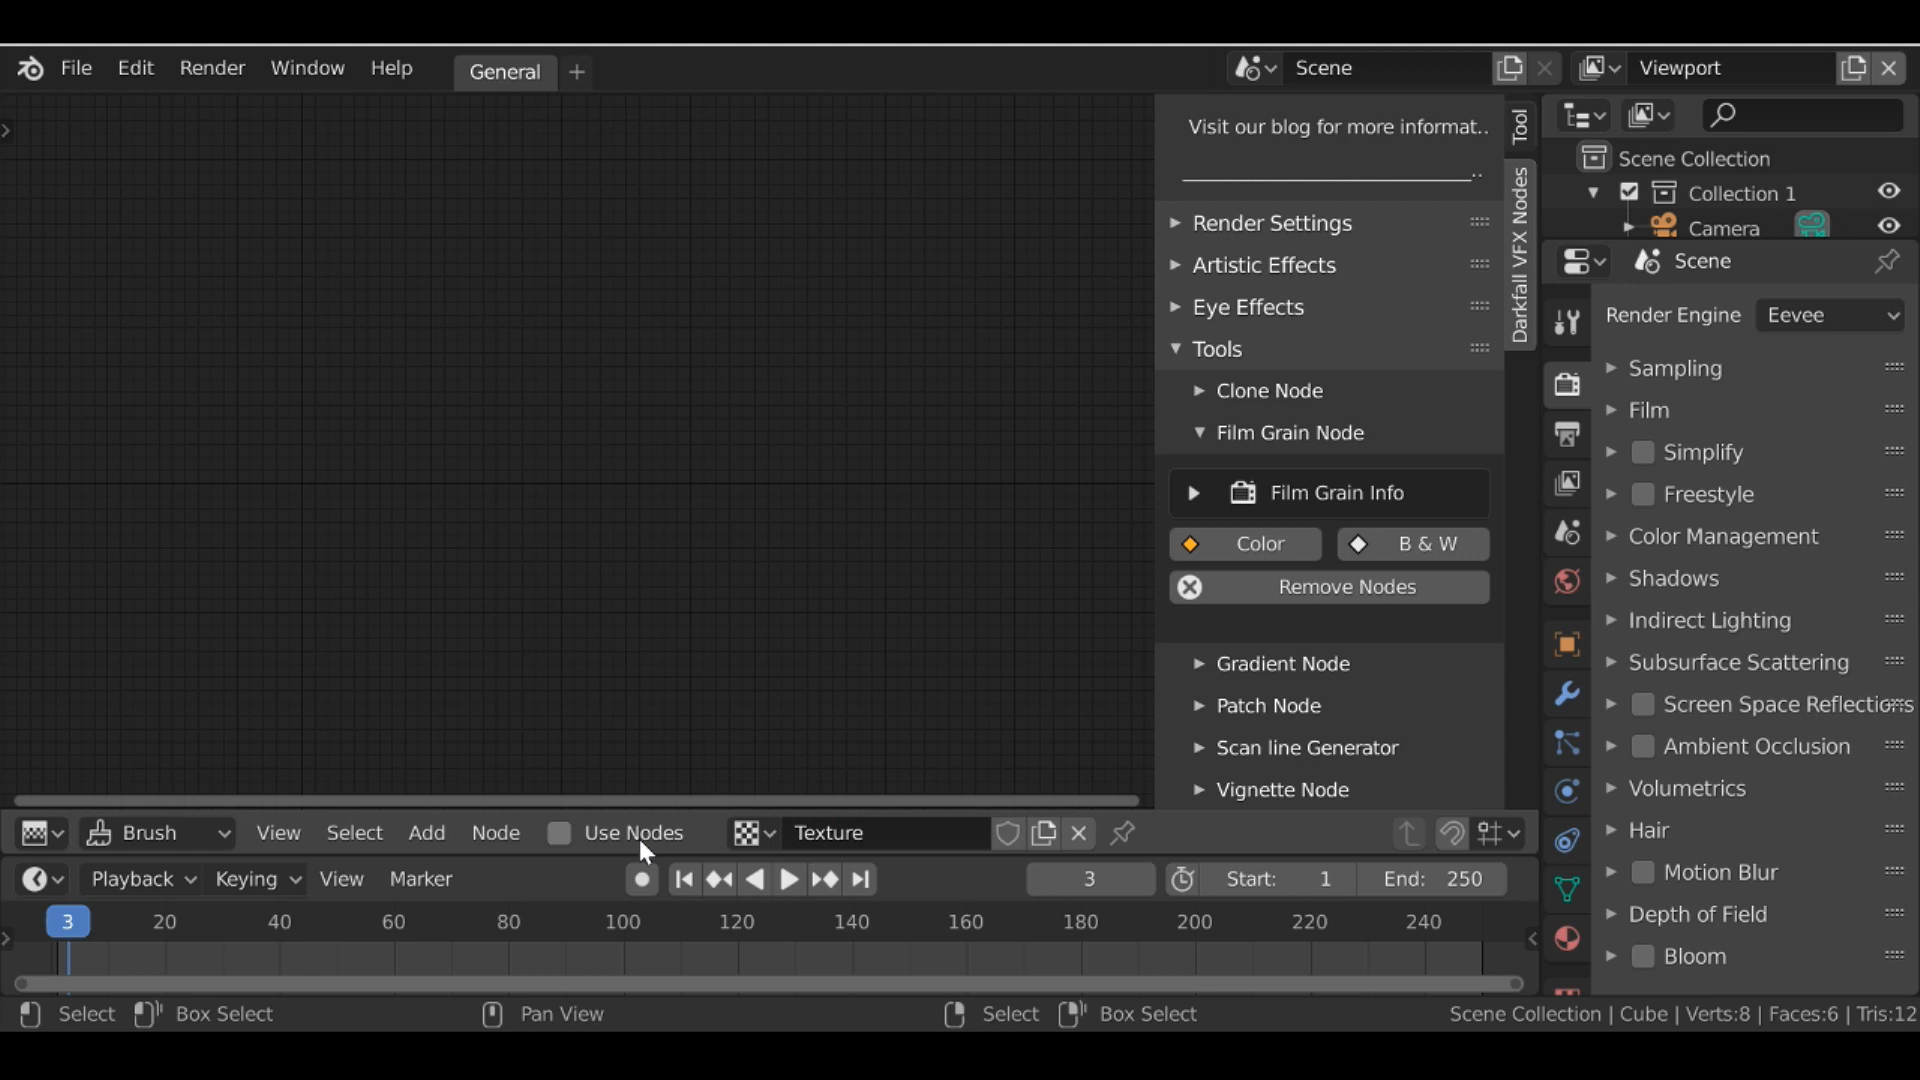 File Edit Render Window Help General + Scene Viewport
Visit our blog for more informat..
Tool
Darkfall VFX Nodes
Render Settings
Artistic Effects
Eye Effects
Tools
Clone Node
Film Grain Node
Film Grain Info
Color B & W
Remove Nodes
Gradient Node
Patch Node
Scan line Generator
Vignette Node
Scene Collection
Collection 1
Camera
Scene
Render Engine Eevee
Sampling
Film
Simplify
Freestyle
Color Management
Shadows
Indirect Lighting
Subsurface Scattering
Screen Space Reflections
Ambient Occlusion
Volumetrics
Hair
Motion Blur
Depth of Field
Bloom
Brush View Select Add Node Use Nodes Texture
Playback Keying View Marker 3 Start: 1 End: 250
3 20 40 60 80 100 120 140 160 180 200 220 240
Select Box Select Pan View Select Box Select Scene Collection | Cube | Verts:8 | Faces:6 | Tris:12